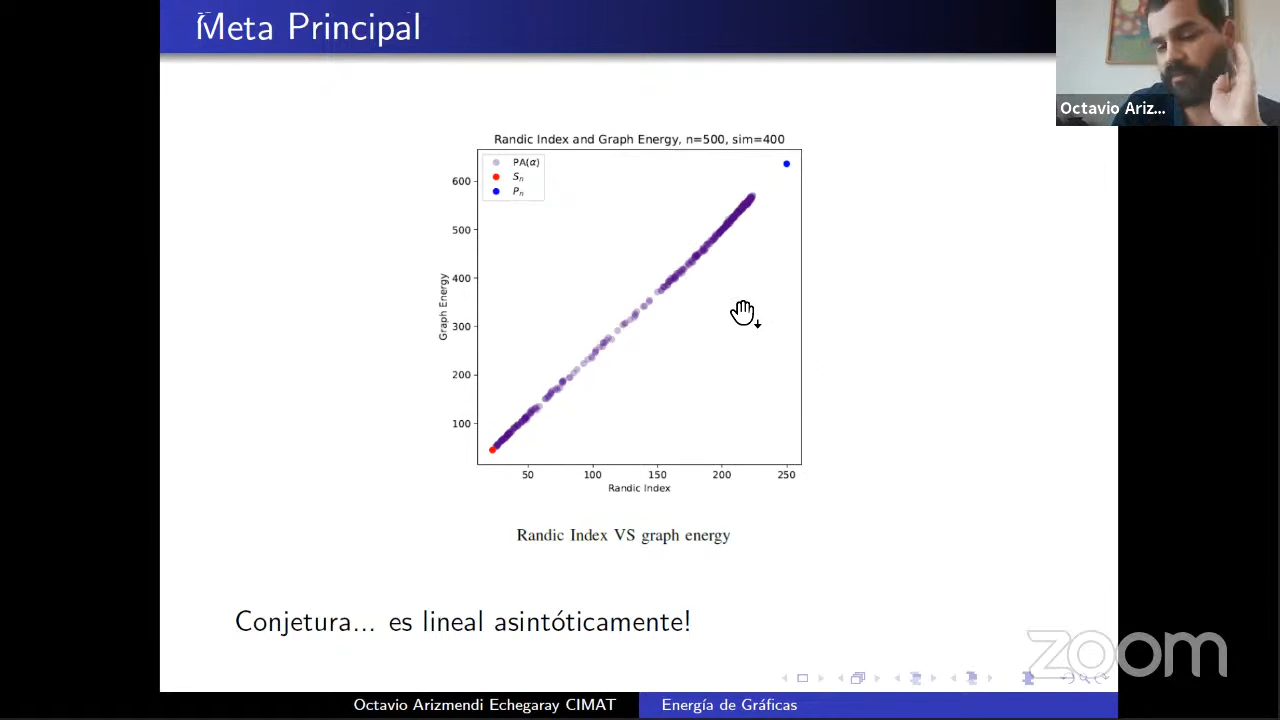 Meta Principal
Octavio Ariz...
Randic Index and Graph Energy, n=500, sim=400
PA(α)
Sn
Pn
600
500
400
300
200
100
Graph Energy
50
100
150
200
250
Randic Index
Randic Index VS graph energy
Conjetura... es lineal asintóticamente!
zoom
Octavio Arizmendi Echegaray CIMAT
Energía de Gráficas